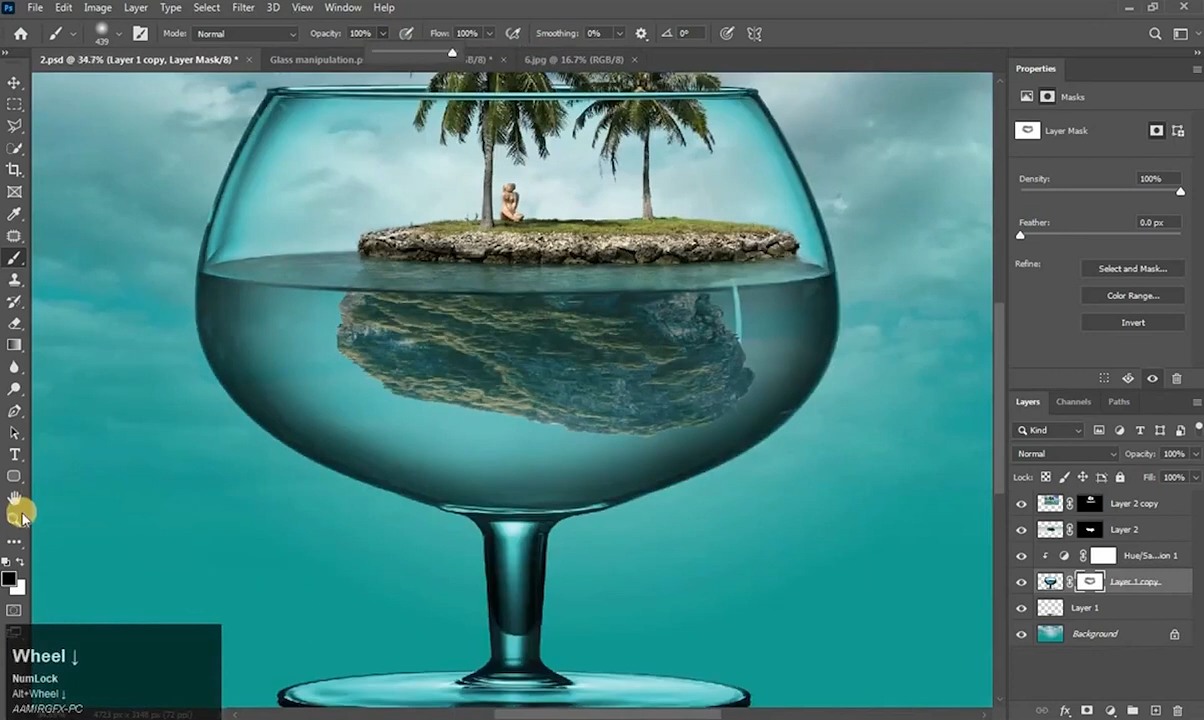 Ps File Edit Image Layer Type Select Filter 3D View Window Help
439 Mode: Normal Opacity: 100% Flow: 100% Smoothing: 0% 0°
2.psd @ 34.7% (Layer 1 copy, Layer Mask/8) * × Glass manipulation.p B/8) * × 6.jpg @ 16.7% (RGB/8) ×
Properties
Masks
Layer Mask
Density: 100%
Feather: 0.0 px
Refine: Select and Mask...
Color Range...
Invert
Layers Channels Paths
Kind
Normal Opacity: 100%
Lock: Fill: 100%
Layer 2 copy
Layer 2
Hue/Sa...ion 1
Layer 1 copy
Layer 1
Background
Wheel ↓
NumLock
Alt+Wheel ↓
AAMIRGFX-PC